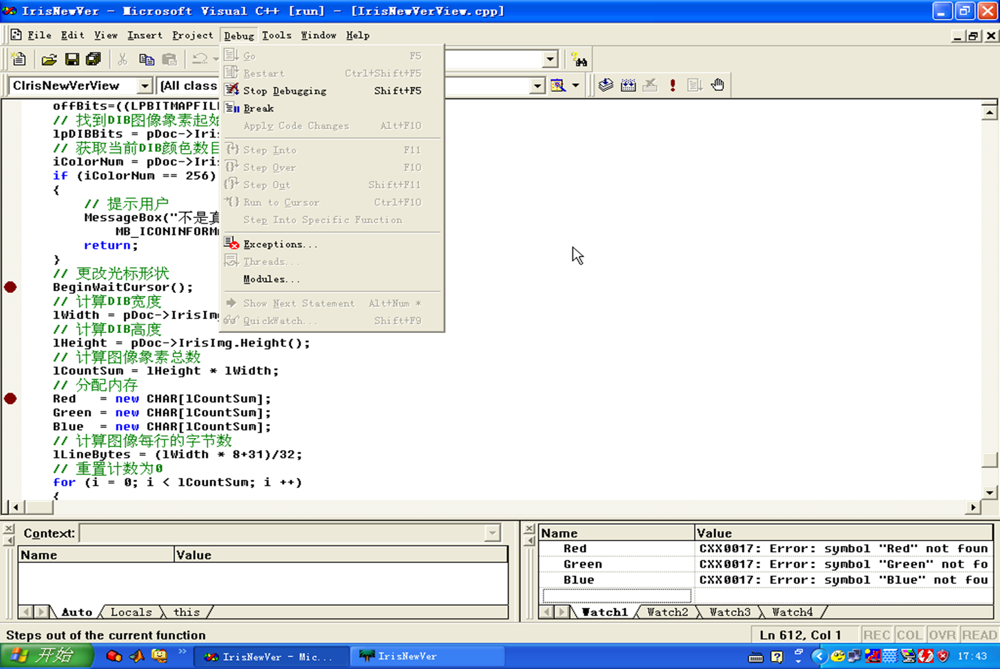 IrisNewVer - Microsoft Visual C++ [run] - [IrisNewVerView.cpp]
File Edit View Insert Project Debug Tools Window Help
CIrisNewVerView (All class
Go F5
Restart Ctrl+Shift+F5
Stop Debugging Shift+F5
Break
Apply Code Changes Alt+F10
Step Into F11
Step Over F10
Step Out Shift+F11
Run to Cursor Ctrl+F10
Step Into Specific Function
Exceptions...
Threads...
Modules...
Show Next Statement Alt+Num *
QuickWatch... Shift+F9
offBits=((LPBITMAPFIL
// 找到DIB图像象素起始
lpDIBBits = pDoc->Iri
// 获取当前DIB颜色数目
iColorNum = pDoc->Iri
if (iColorNum == 256)
{
// 提示用户
MessageBox("不是真
MB_ICONINFORM
return;
}
// 更改光标形状
BeginWaitCursor();
// 计算DIB宽度
lWidth = pDoc->IrisIm
// 计算DIB高度
lHeight = pDoc->IrisImg.Height();
// 计算图像象素总数
lCountSum = lHeight * lWidth;
// 分配内存
Red = new CHAR[lCountSum];
Green = new CHAR[lCountSum];
Blue = new CHAR[lCountSum];
// 计算图像每行的字节数
lLineBytes = (lWidth * 8+31)/32;
// 重置计数为0
for (i = 0; i < lCountSum; i ++)
{
Context:
Name Value
Auto Locals this
Name Value
Red CXX0017: Error: symbol "Red" not foun
Green CXX0017: Error: symbol "Green" not fo
Blue CXX0017: Error: symbol "Blue" not fou
Watch1 Watch2 Watch3 Watch4
Steps out of the current function Ln 612, Col 1 REC COL OVR READ
开始 IrisNewVer - Mic... IrisNewVer 17:43